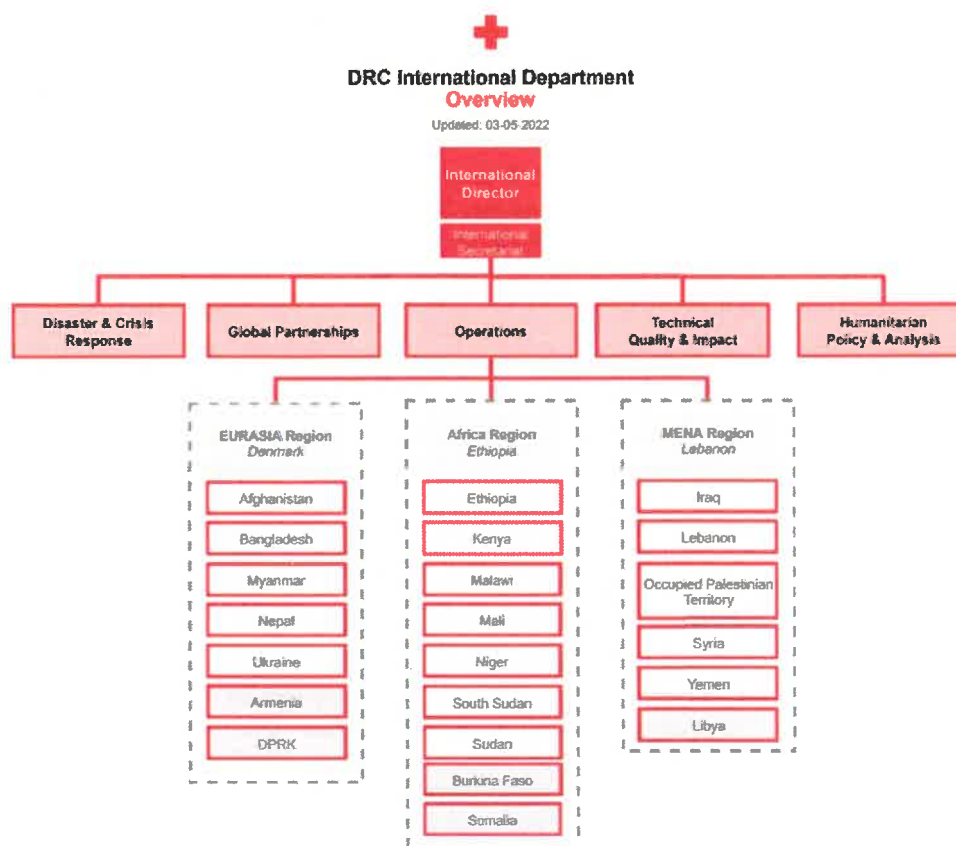 DRC International Department
Overview
Updated: 03-05-2022
International
Director
International
Secretariat
Disaster & Crisis
Response
Global Partnerships
Operations
Technical
Quality & Impact
Humanitarian
Policy & Analysis
EURASIA Region
Denmark
Afghanistan
Bangladesh
Myanmar
Nepal
Ukraine
Armenia
DPRK
Africa Region
Ethiopia
Ethiopia
Kenya
Malawi
Mali
Niger
South Sudan
Sudan
Burkina Faso
Somalia
MENA Region
Lebanon
Iraq
Lebanon
Occupied Palestinian
Territory
Syria
Yemen
Libya